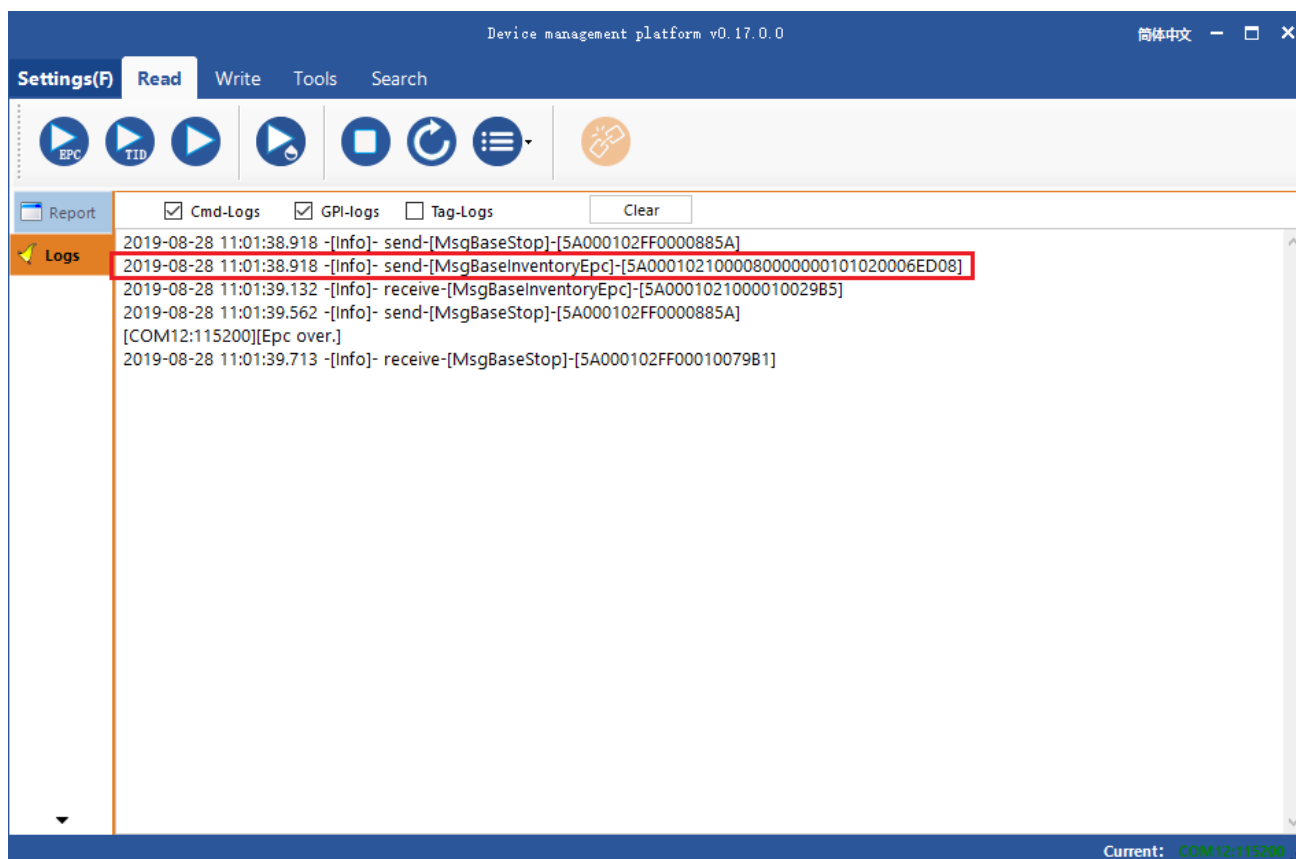 Device management platform v0.17.0.0 简体中文
Settings(F) Read Write Tools Search
EPC TID
Report Cmd-Logs GPI-logs Tag-Logs Clear
Logs
2019-08-28 11:01:38.918 -[Info]- send-[MsgBaseStop]-[5A000102FF0000885A]
2019-08-28 11:01:38.918 -[Info]- send-[MsgBaseInventoryEpc]-[5A000102100008000000010102006ED08]
2019-08-28 11:01:39.132 -[Info]- receive-[MsgBaseInventoryEpc]-[5A0001021000010029B5]
2019-08-28 11:01:39.562 -[Info]- send-[MsgBaseStop]-[5A000102FF0000885A]
[COM12:115200][Epc over.]
2019-08-28 11:01:39.713 -[Info]- receive-[MsgBaseStop]-[5A000102FF00010079B1]
Current: COM12:115200